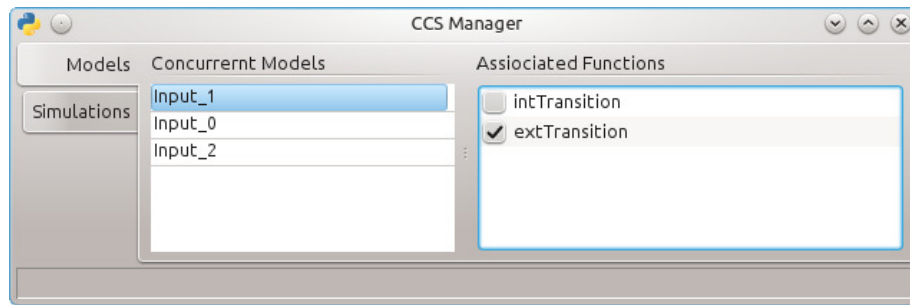 CCS Manager
Models
Simulations
Concurrernt Models
Input_1
Input_0
Input_2
Assiociated Functions
intTransition
extTransition